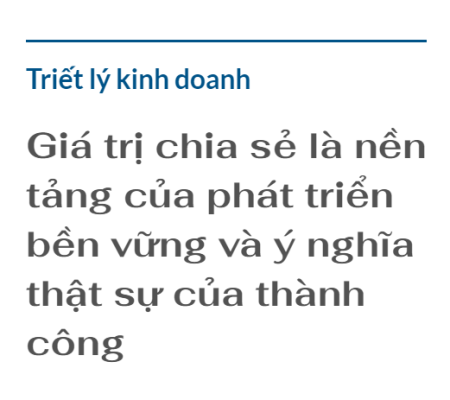 Triết lý kinh doanh
Giá trị chia sẻ là nền
tảng của phát triển
bền vững và ý nghĩa
thật sự của thành
công